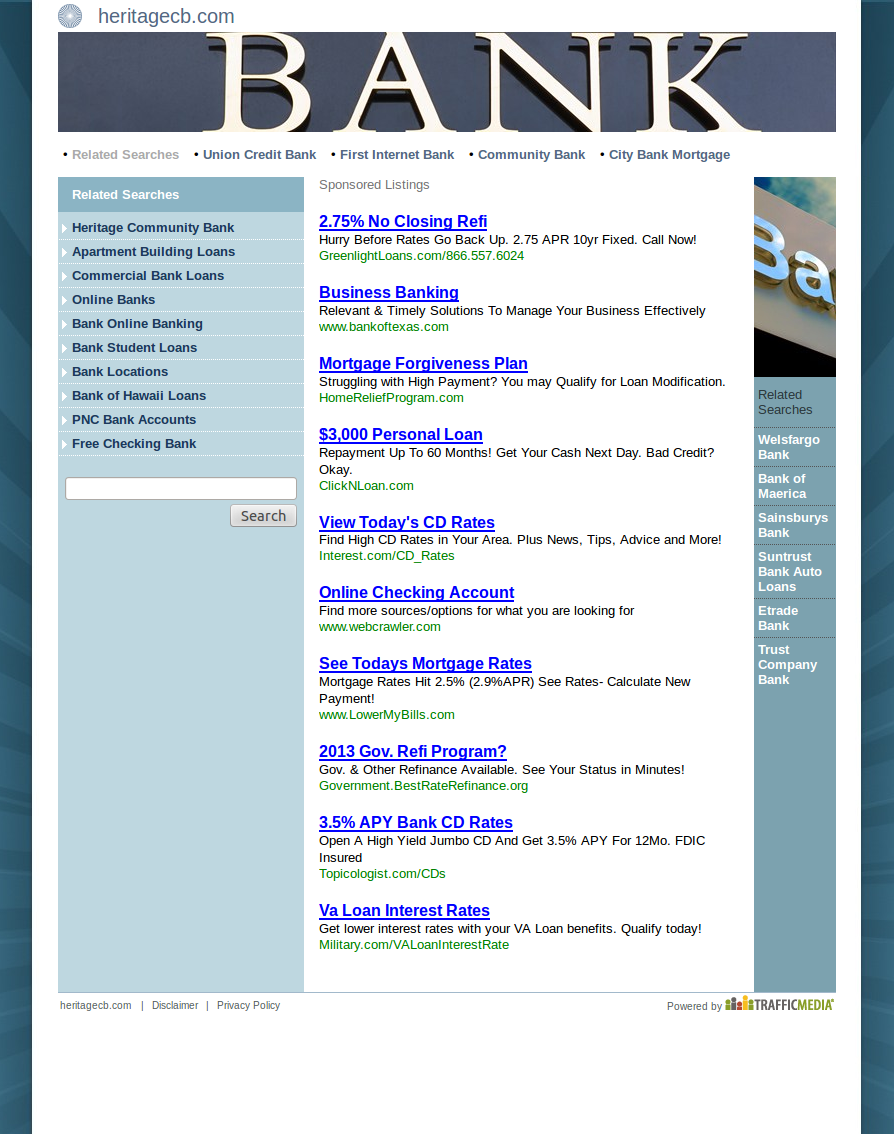 heritagecb.com
BANK
• Related Searches • Union Credit Bank • First Internet Bank • Community Bank • City Bank Mortgage
Related Searches
Heritage Community Bank
Apartment Building Loans
Commercial Bank Loans
Online Banks
Bank Online Banking
Bank Student Loans
Bank Locations
Bank of Hawaii Loans
PNC Bank Accounts
Free Checking Bank
Search
Sponsored Listings
2.75% No Closing Refi
Hurry Before Rates Go Back Up. 2.75 APR 10yr Fixed. Call Now!
GreenlightLoans.com/866.557.6024
Business Banking
Relevant & Timely Solutions To Manage Your Business Effectively
www.bankoftexas.com
Mortgage Forgiveness Plan
Struggling with High Payment? You may Qualify for Loan Modification.
HomeReliefProgram.com
$3,000 Personal Loan
Repayment Up To 60 Months! Get Your Cash Next Day. Bad Credit?
Okay.
ClickNLoan.com
View Today's CD Rates
Find High CD Rates in Your Area. Plus News, Tips, Advice and More!
Interest.com/CD_Rates
Online Checking Account
Find more sources/options for what you are looking for
www.webcrawler.com
See Todays Mortgage Rates
Mortgage Rates Hit 2.5% (2.9%APR) See Rates- Calculate New
Payment!
www.LowerMyBills.com
2013 Gov. Refi Program?
Gov. & Other Refinance Available. See Your Status in Minutes!
Government.BestRateRefinance.org
3.5% APY Bank CD Rates
Open A High Yield Jumbo CD And Get 3.5% APY For 12Mo. FDIC
Insured
Topicologist.com/CDs
Va Loan Interest Rates
Get lower interest rates with your VA Loan benefits. Qualify today!
Military.com/VALoanInterestRate
Ba
Related
Searches
Welsfargo
Bank
Bank of
Maerica
Sainsburys
Bank
Suntrust
Bank Auto
Loans
Etrade
Bank
Trust
Company
Bank
heritagecb.com | Disclaimer | Privacy Policy
Powered by TRAFFICMEDIA